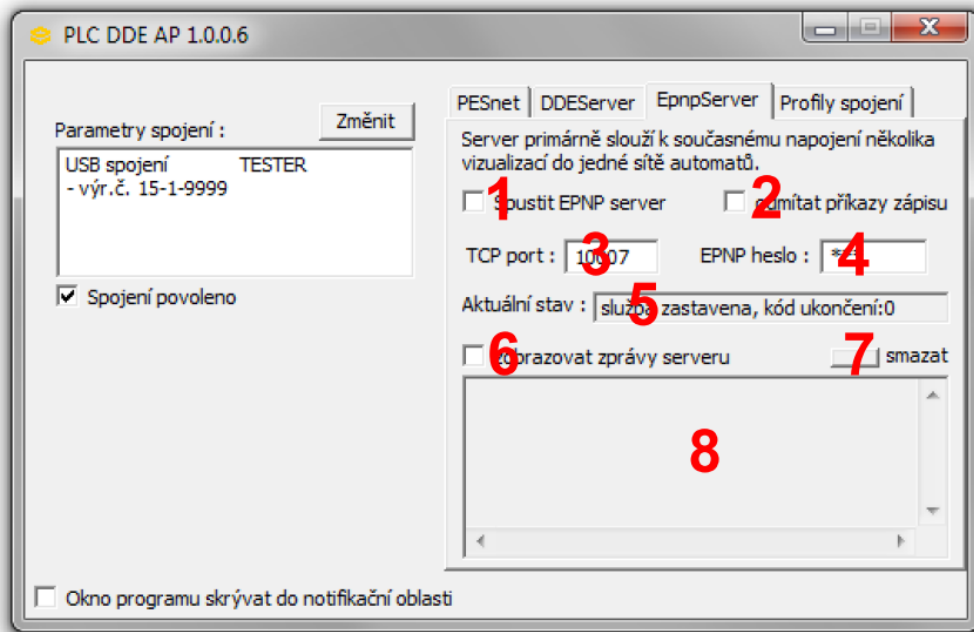 PLC DDE AP 1.0.0.6
Parametry spojení :
Změnit
USB spojení TESTER
- výr.č. 15-1-9999
Spojení povoleno
PESnet DDEServer EpnpServer Profily spojení
Server primárně slouží k současnému napojení několika
vizualizací do jedné sítě automatů.
1 Spustit EPNP server 2 odmítat příkazy zápisu
TCP port : 3 10007 EPNP heslo : 4 ***
Aktuální stav : 5 služba zastavena, kód ukončení:0
6 zobrazovat zprávy serveru 7 smazat
8
Okno programu skrývat do notifikační oblasti